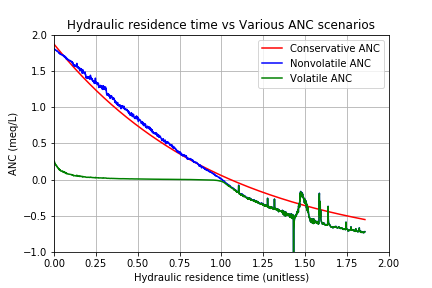 Hydraulic residence time vs Various ANC scenarios
Conservative ANC
Nonvolatile ANC
Volatile ANC
ANC (meq/L)
2.0
1.5
1.0
0.5
0.0
−0.5
−1.0
0.00 0.25 0.50 0.75 1.00 1.25 1.50 1.75 2.00
Hydraulic residence time (unitless)